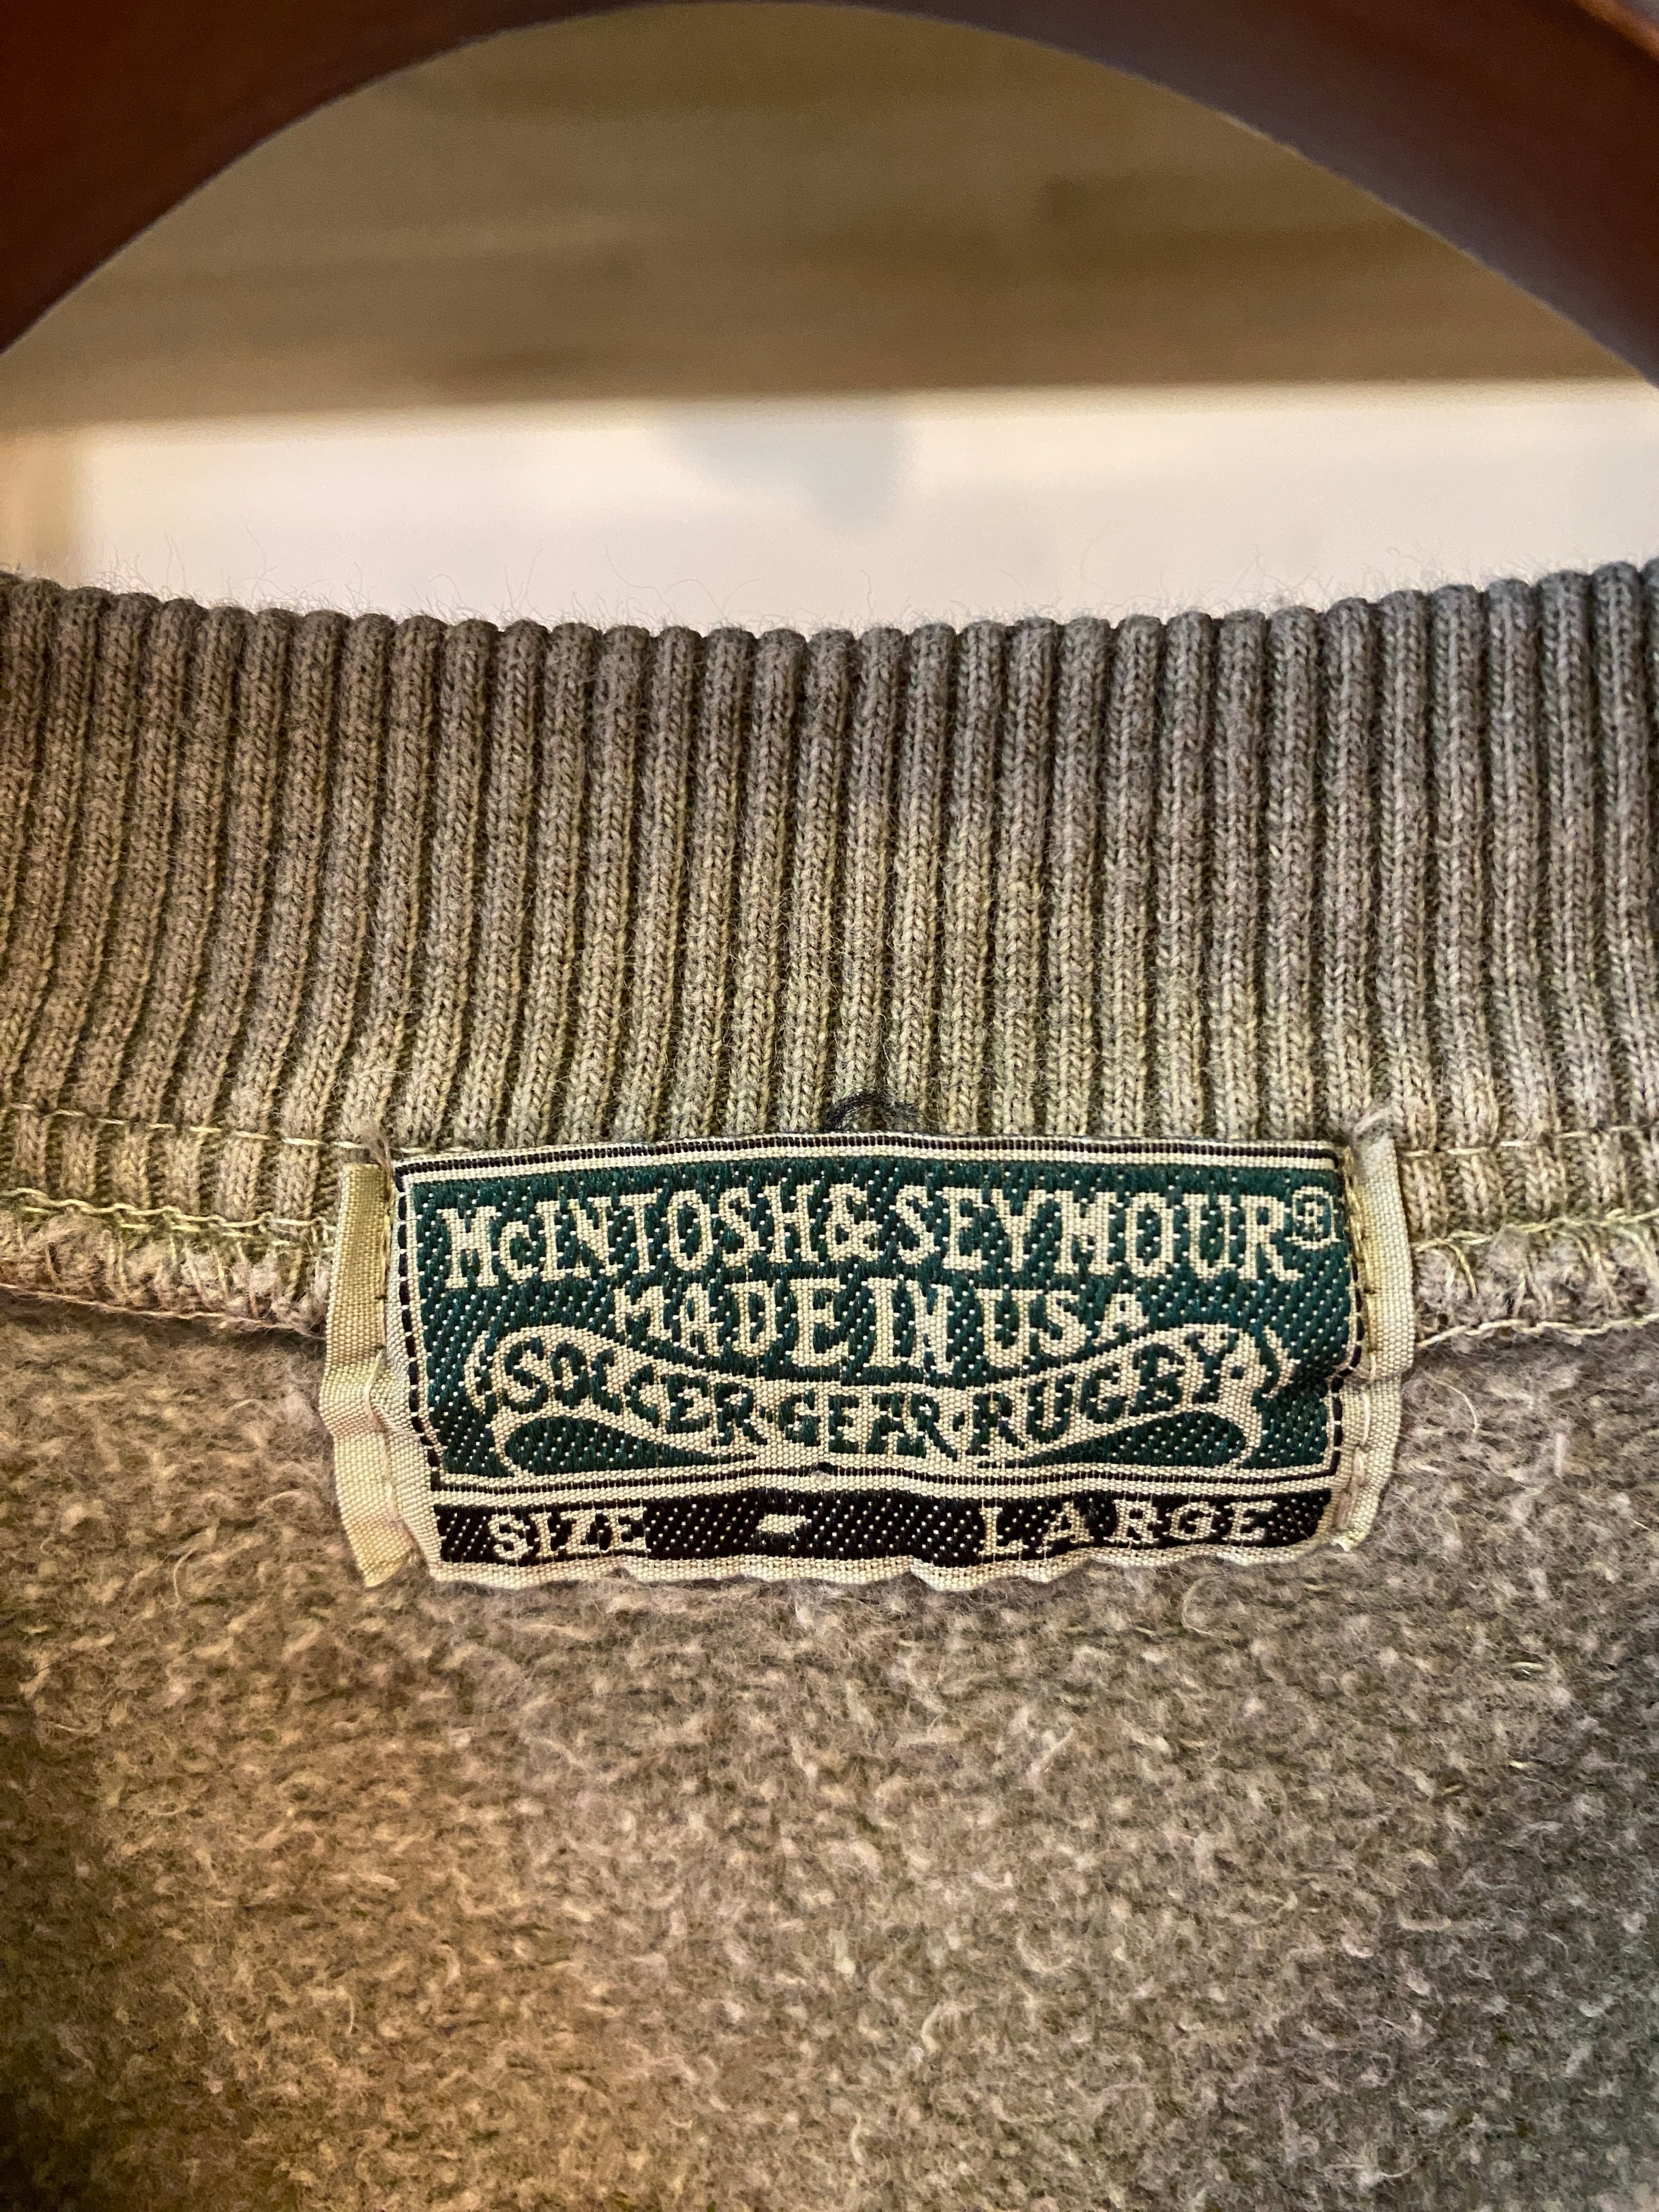 McINTOSH & SEYMOUR®
MADE IN USA
SOCCER·GEAR·RUGBY·
SIZE - LARGE